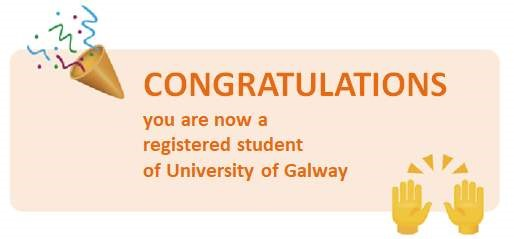 CONGRATULATIONS
you are now a
registered student
of University of Galway